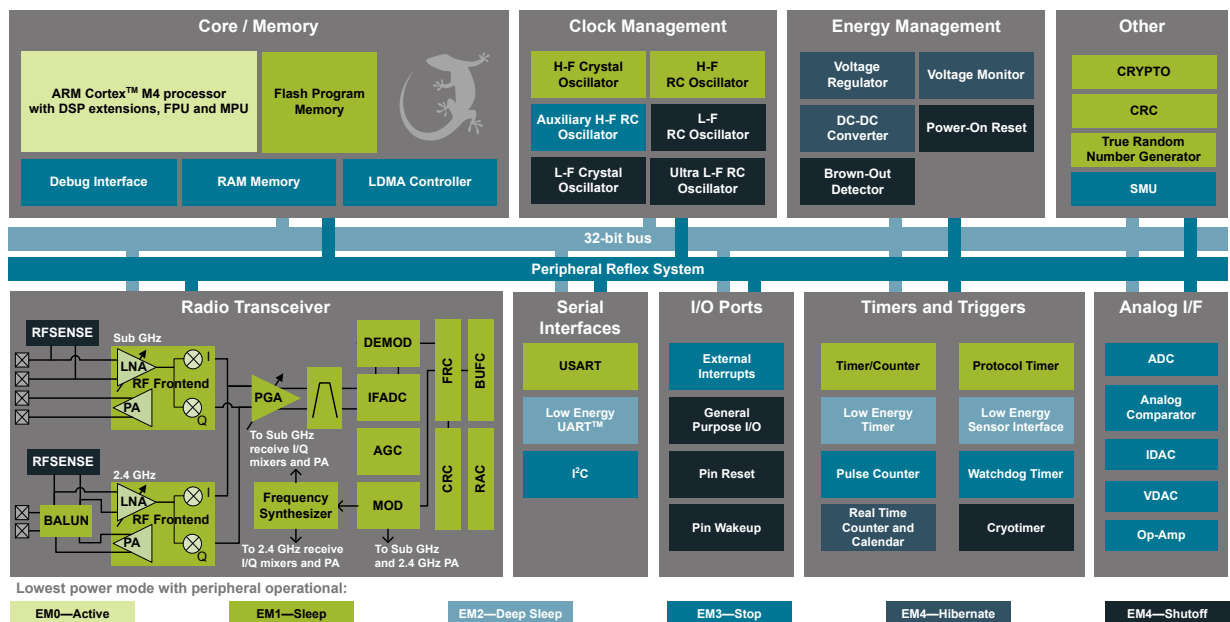 Core / Memory
ARM Cortex™ M4 processor
with DSP extensions, FPU and MPU
Flash Program
Memory
Debug Interface
RAM Memory
LDMA Controller
Clock Management
H-F Crystal
Oscillator
H-F
RC Oscillator
Auxiliary H-F RC
Oscillator
L-F
RC Oscillator
L-F Crystal
Oscillator
Ultra L-F RC
Oscillator
Energy Management
Voltage
Regulator
Voltage Monitor
DC-DC
Converter
Power-On Reset
Brown-Out
Detector
Other
CRYPTO
CRC
True Random
Number Generator
SMU
32-bit bus
Peripheral Reflex System
Radio Transceiver
RFSENSE
Sub GHz
LNA
RF Frontend
PA
I
Q
RFSENSE
2.4 GHz
LNA
RF Frontend
PA
I
Q
BALUN
PGA
To Sub GHz
receive I/Q
mixers and PA
Frequency
Synthesizer
To 2.4 GHz receive
I/Q mixers and PA
DEMOD
IFADC
AGC
MOD
To Sub GHz
and 2.4 GHz PA
FRC
BUFC
CRC
RAC
Serial
Interfaces
USART
Low Energy
UART™
I²C
I/O Ports
External
Interrupts
General
Purpose I/O
Pin Reset
Pin Wakeup
Timers and Triggers
Timer/Counter
Protocol Timer
Low Energy
Timer
Low Energy
Sensor Interface
Pulse Counter
Watchdog Timer
Real Time
Counter and
Calendar
Cryotimer
Analog I/F
ADC
Analog
Comparator
IDAC
VDAC
Op-Amp
Lowest power mode with peripheral operational:
EM0—Active
EM1—Sleep
EM2—Deep Sleep
EM3—Stop
EM4—Hibernate
EM4—Shutoff